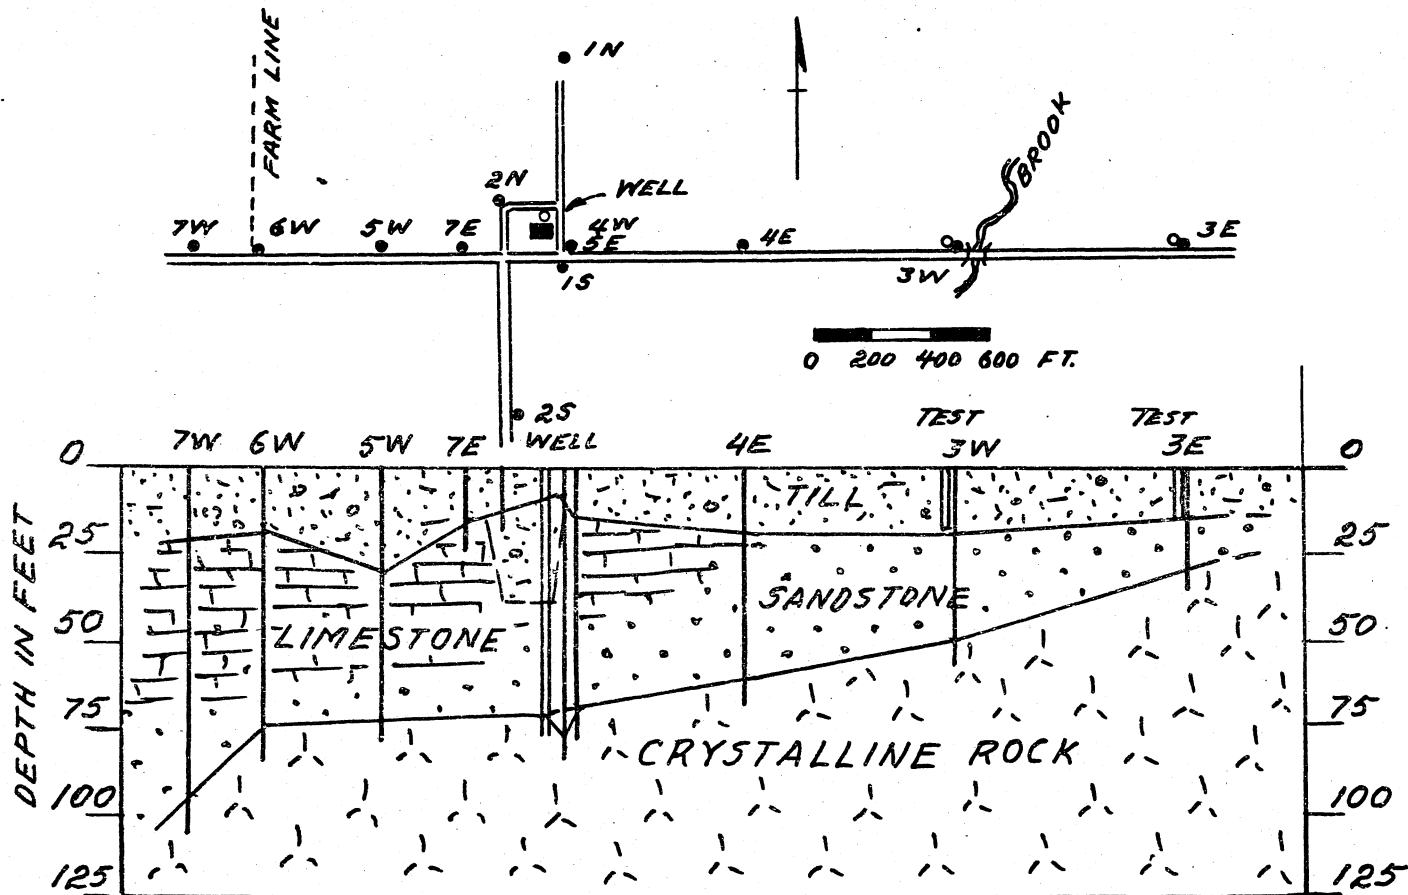 FARM LINE
1N
BROOK
2N
WELL
7W 6W 5W 7E 4W 4E 3E
5E
1S
3W
0 200 400 600 FT.
2S
TEST TEST
7W 6W 5W 7E WELL 4E 3W 3E
0 0
TILL
25 25
SANDSTONE
50 50
LIMESTONE
75 75
CRYSTALLINE ROCK
100 100
125 125
DEPTH IN FEET